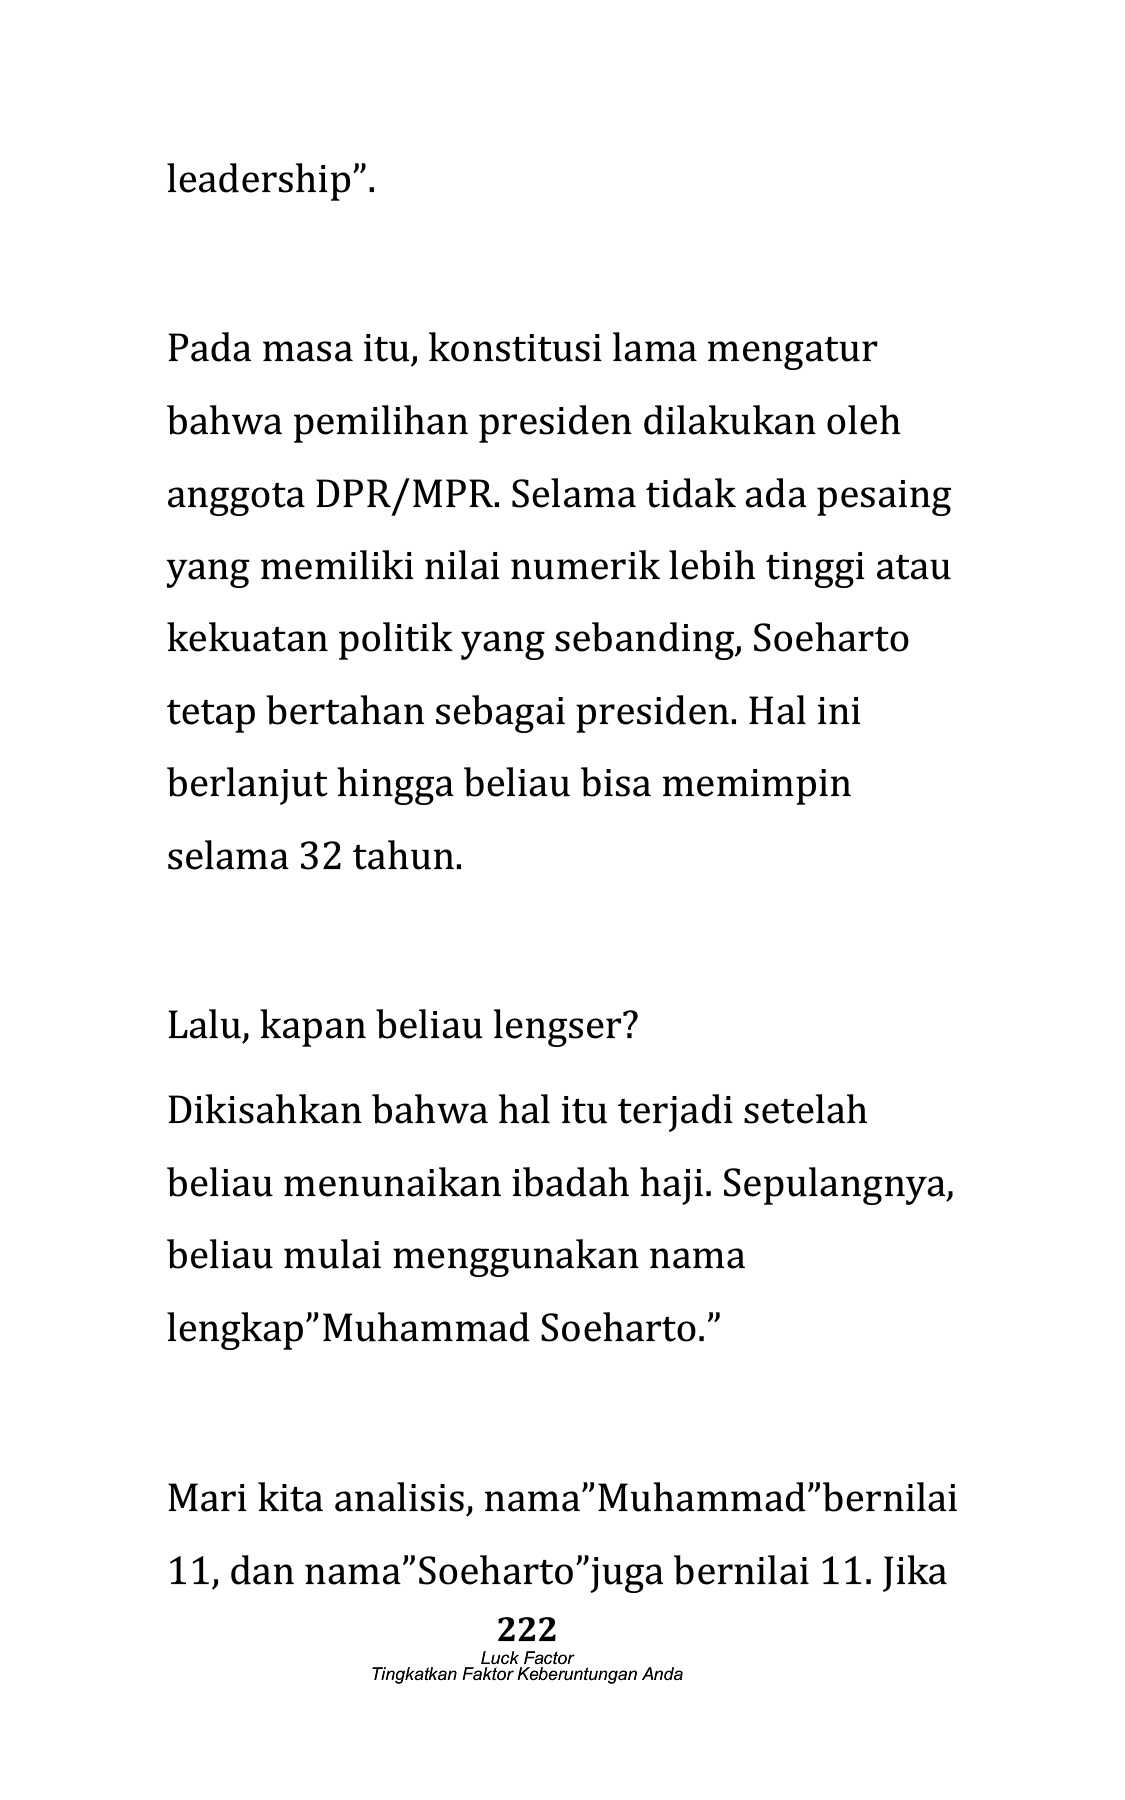 leadership”.
Pada masa itu, konstitusi lama mengatur
bahwa pemilihan presiden dilakukan oleh
anggota DPR/MPR. Selama tidak ada pesaing
yang memiliki nilai numerik lebih tinggi atau
kekuatan politik yang sebanding, Soeharto
tetap bertahan sebagai presiden. Hal ini
berlanjut hingga beliau bisa memimpin
selama 32 tahun.
Lalu, kapan beliau lengser?
Dikisahkan bahwa hal itu terjadi setelah
beliau menunaikan ibadah haji. Sepulangnya,
beliau mulai menggunakan nama
lengkap”Muhammad Soeharto.”
Mari kita analisis, nama”Muhammad”bernilai
11, dan nama”Soeharto”juga bernilai 11. Jika
222
Luck Factor
Tingkatkan Faktor Keberuntungan Anda